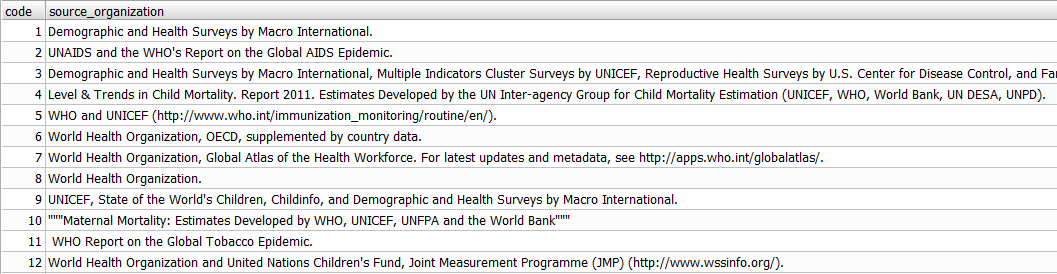 code source_organization
1 Demographic and Health Surveys by Macro International.
2 UNAIDS and the WHO's Report on the Global AIDS Epidemic.
3 Demographic and Health Surveys by Macro International, Multiple Indicators Cluster Surveys by UNICEF, Reproductive Health Surveys by U.S. Center for Disease Control, and Fan
4 Level & Trends in Child Mortality. Report 2011. Estimates Developed by the UN Inter-agency Group for Child Mortality Estimation (UNICEF, WHO, World Bank, UN DESA, UNPD).
5 WHO and UNICEF (http://www.who.int/immunization_monitoring/routine/en/).
6 World Health Organization, OECD, supplemented by country data.
7 World Health Organization, Global Atlas of the Health Workforce. For latest updates and metadata, see http://apps.who.int/globalatlas/.
8 World Health Organization.
9 UNICEF, State of the World's Children, Childinfo, and Demographic and Health Surveys by Macro International.
10 """Maternal Mortality: Estimates Developed by WHO, UNICEF, UNFPA and the World Bank"""
11 WHO Report on the Global Tobacco Epidemic.
12 World Health Organization and United Nations Children's Fund, Joint Measurement Programme (JMP) (http://www.wssinfo.org/).